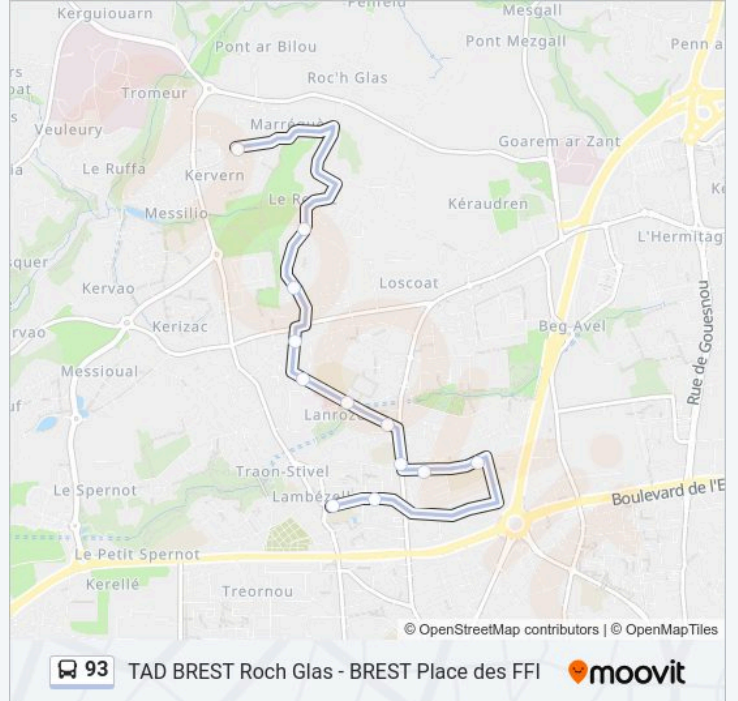 Kerguiouarn
Penfeld
Mesgall
Pont ar Bilou
Pont Mezgall
Penn a
Roc'h Glas
Tromeur
Veuleury
Goarem ar Zant
Le Ruffa
Kervern
Messilio
Kéraudren
L'Hermitag
Kervao
Loscoat
Kerizac
Beg Avel
Messioual
Rue de Gouesnou
Traon-Stivel
Le Spernot
Boulevard de l'E
Le Petit Spernot
Kerellé
Treornou
© OpenStreetMap contributors | © OpenMapTiles
93 TAD BREST Roch Glas - BREST Place des FFI moovit